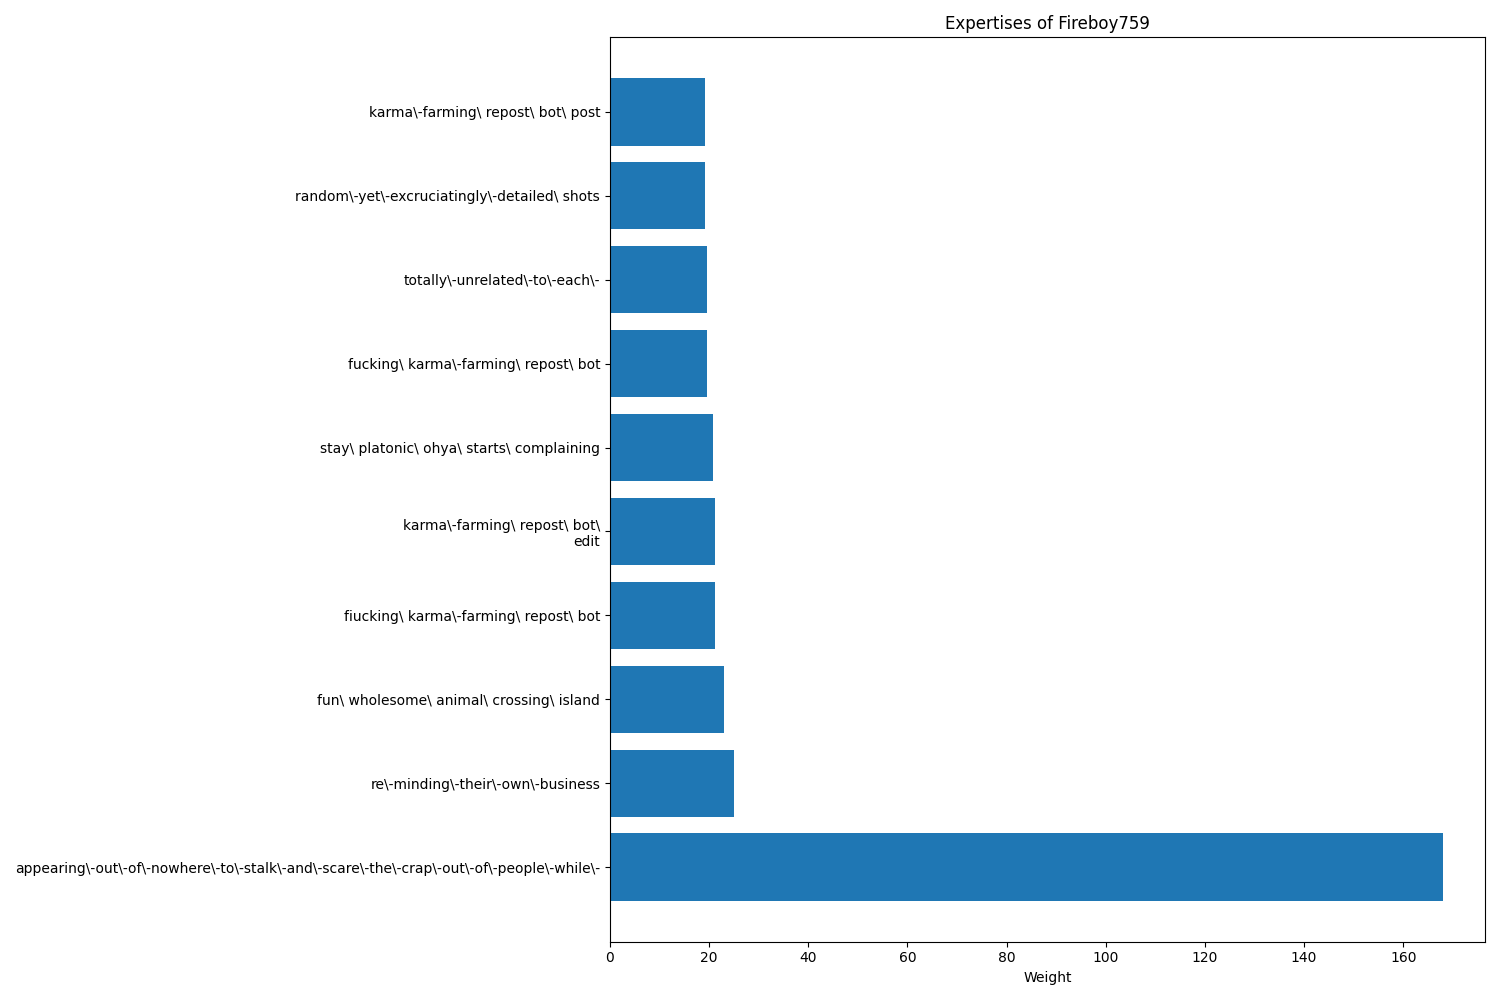 Expertises of Fireboy759
karma\-farming\ repost\ bot\ post
random\-yet\-excruciatingly\-detailed\ shots
totally\-unrelated\-to\-each\-
fucking\ karma\-farming\ repost\ bot
stay\ platonic\ ohya\ starts\ complaining
karma\-farming\ repost\ bot\
edit
fiucking\ karma\-farming\ repost\ bot
fun\ wholesome\ animal\ crossing\ island
re\-minding\-their\-own\-business
appearing\-out\-of\-nowhere\-to\-stalk\-and\-scare\-the\-crap\-out\-of\-people\-while\-
0 20 40 60 80 100 120 140 160
Weight